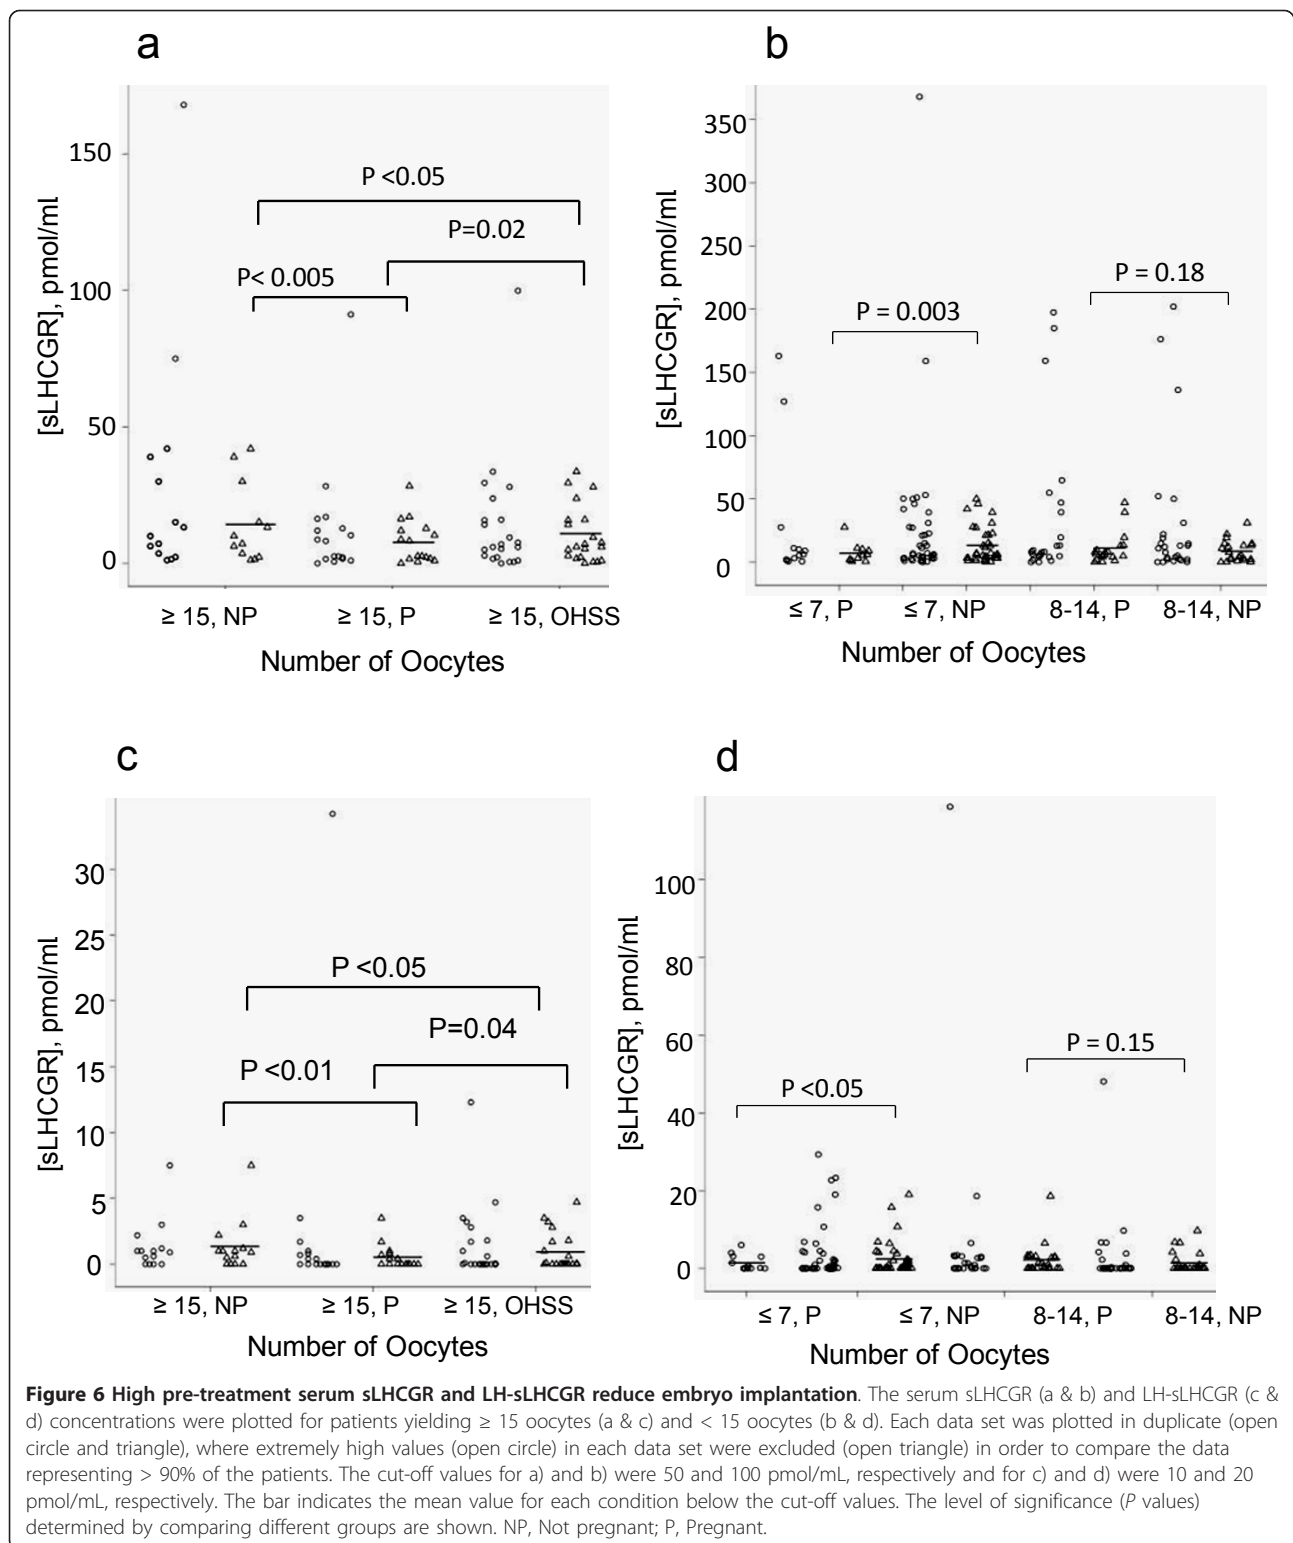 a
150
100
50
0
[sLHCGR], pmol/ml
P <0.05
P=0.02
P< 0.005
≥ 15, NP
≥ 15, P
≥ 15, OHSS
Number of Oocytes
b
350
300
250
200
150
100
50
0
[sLHCGR], pmol/ml
P = 0.003
P = 0.18
≤ 7, P
≤ 7, NP
8-14, P
8-14, NP
Number of Oocytes
c
30
25
20
15
10
5
0
[sLHCGR], pmol/ml
P <0.05
P=0.04
P <0.01
≥ 15, NP
≥ 15, P
≥ 15, OHSS
Number of Oocytes
d
100
80
60
40
20
0
[sLHCGR], pmol/ml
P <0.05
P = 0.15
≤ 7, P
≤ 7, NP
8-14, P
8-14, NP
Number of Oocytes
Figure 6 High pre-treatment serum sLHCGR and LH-sLHCGR reduce embryo implantation. The serum sLHCGR (a & b) and LH-sLHCGR (c &
d) concentrations were plotted for patients yielding ≥ 15 oocytes (a & c) and < 15 oocytes (b & d). Each data set was plotted in duplicate (open
circle and triangle), where extremely high values (open circle) in each data set were excluded (open triangle) in order to compare the data
representing > 90% of the patients. The cut-off values for a) and b) were 50 and 100 pmol/mL, respectively and for c) and d) were 10 and 20
pmol/mL, respectively. The bar indicates the mean value for each condition below the cut-off values. The level of significance (P values)
determined by comparing different groups are shown. NP, Not pregnant; P, Pregnant.